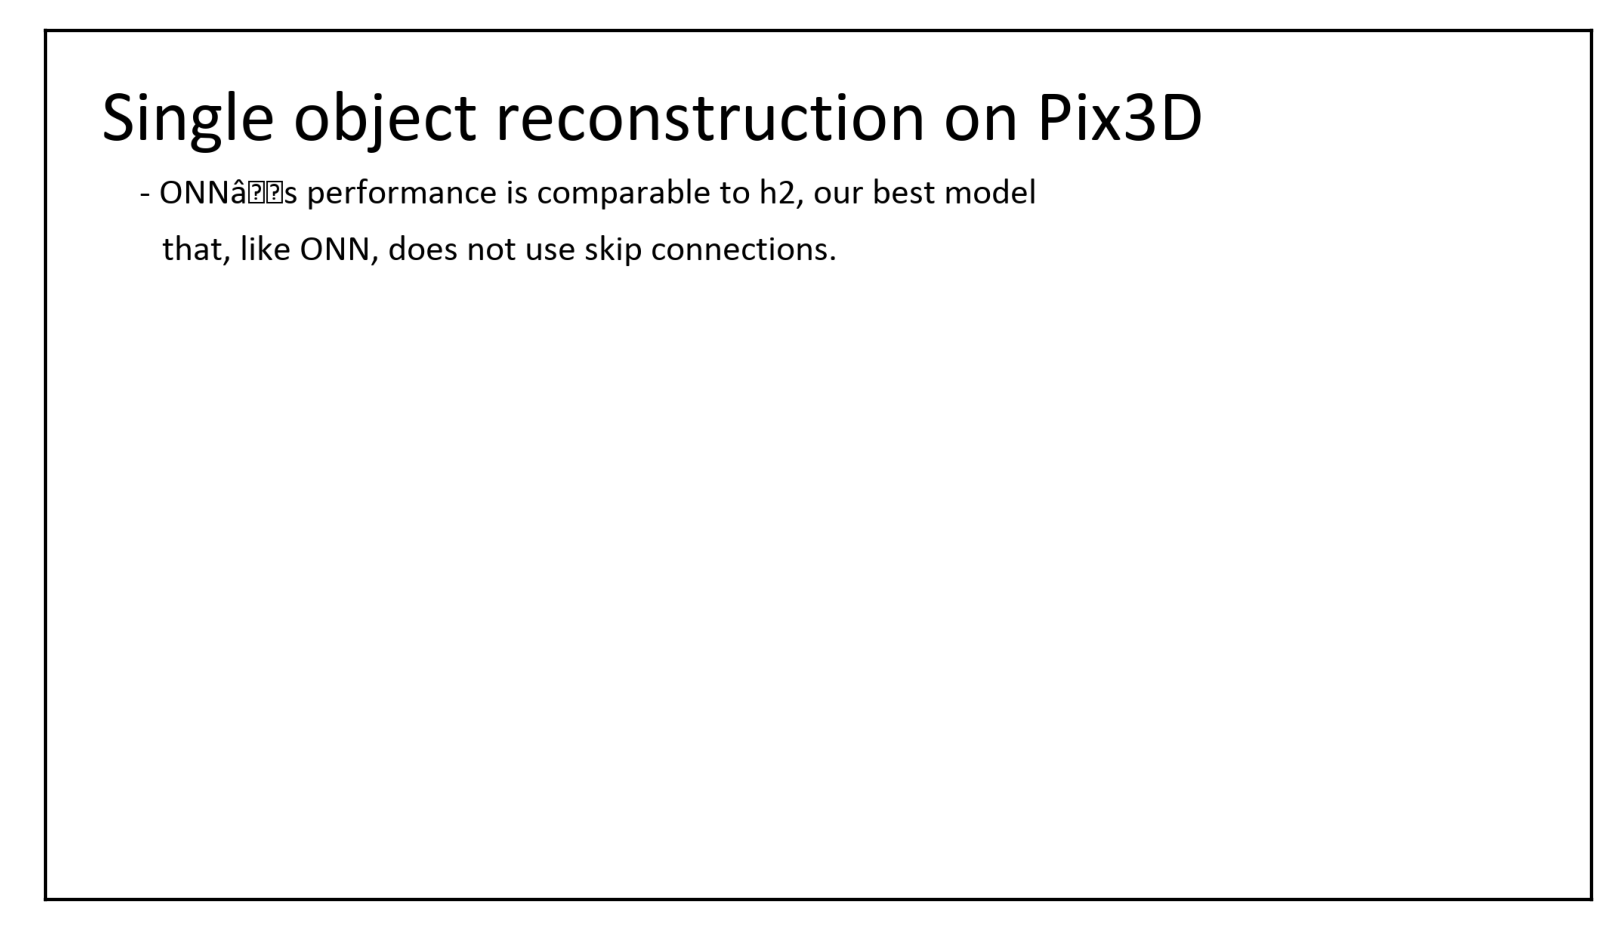 Single object reconstruction on Pix3D
- ONNâ��s performance is comparable to h2, our best model
that, like ONN, does not use skip connections.